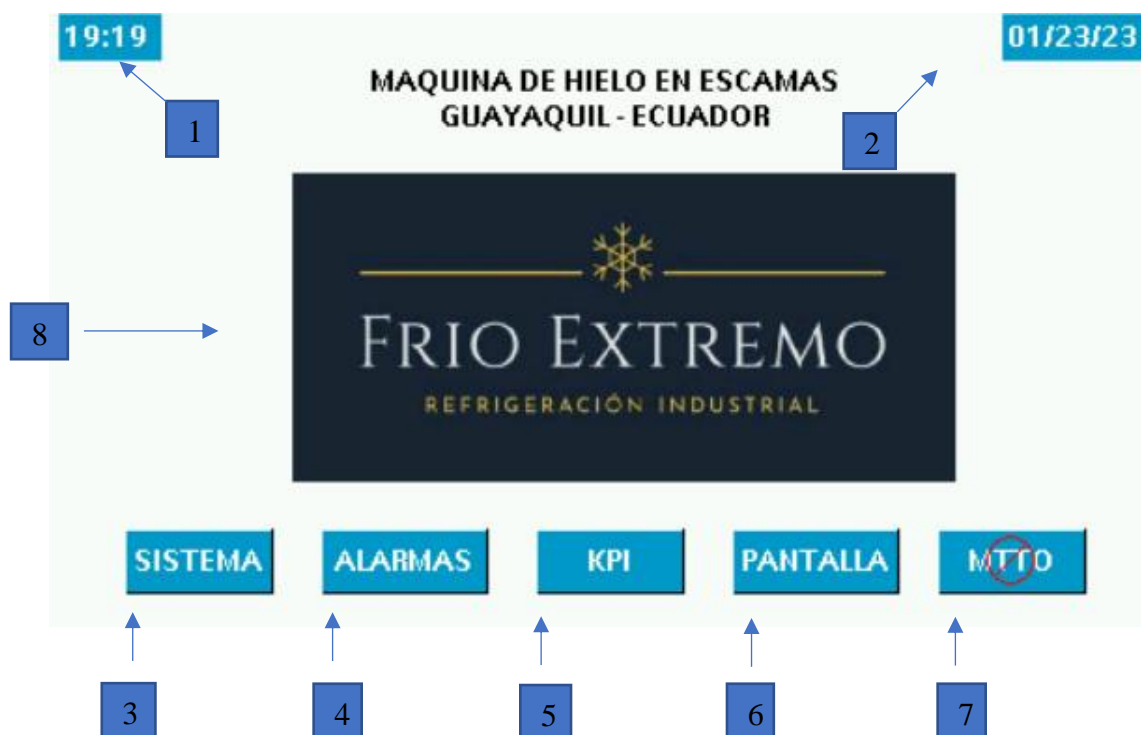 19:19
01/23/23
MAQUINA DE HIELO EN ESCAMAS
GUAYAQUIL - ECUADOR
1
2
8
FRIO EXTREMO
REFRIGERACIÓN INDUSTRIAL
SISTEMA
ALARMAS
KPI
PANTALLA
MTTO
3
4
5
6
7